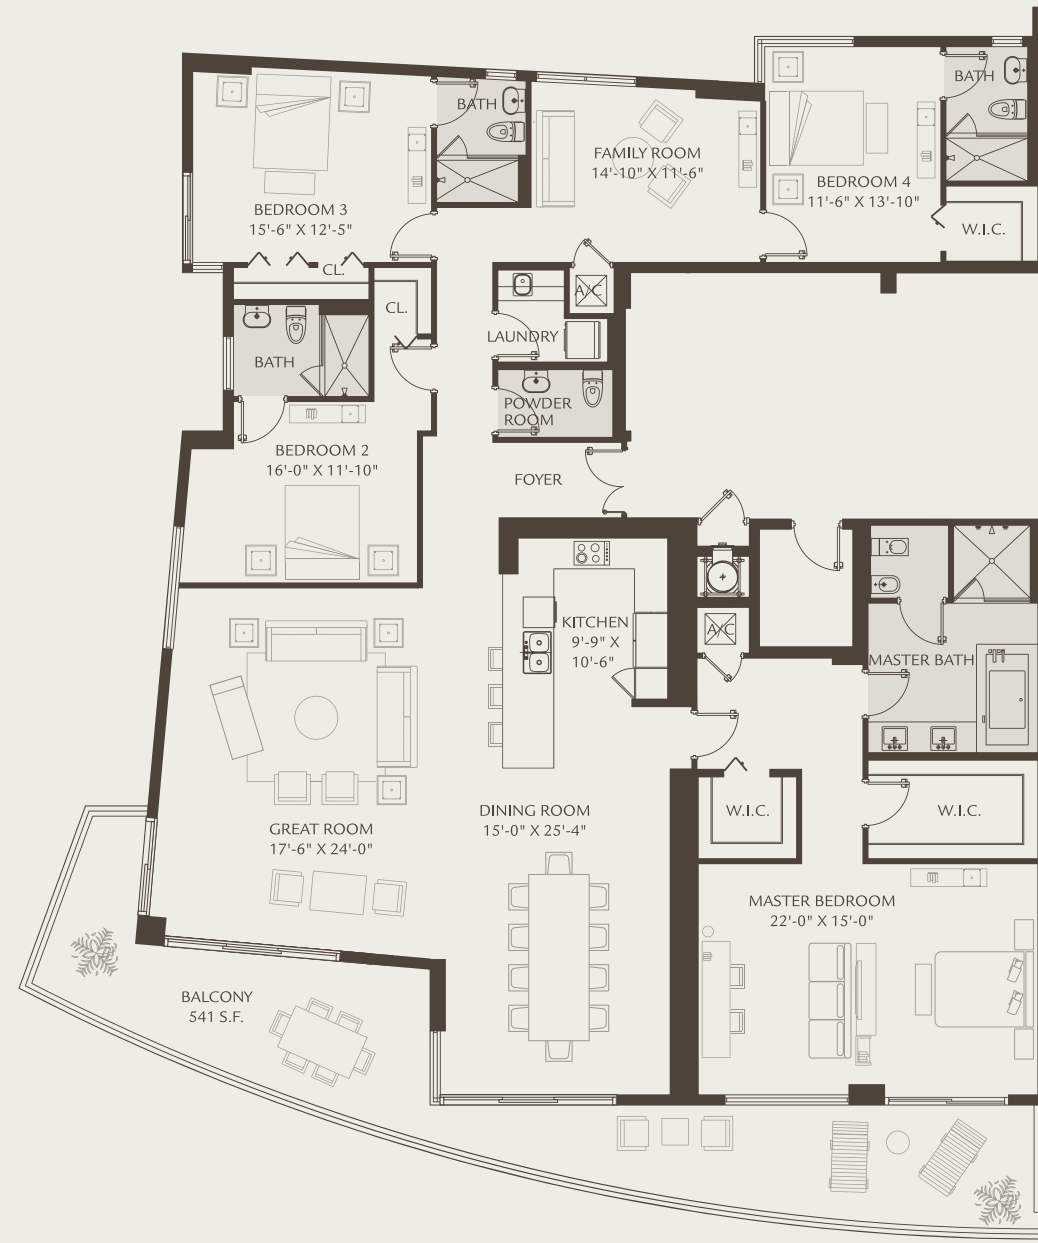 BATH
BATH
FAMILY ROOM
14'-10" X 11'-6"
BEDROOM 4
11'-6" X 13'-10"
BEDROOM 3
15'-6" X 12'-5"
W.I.C.
CL.
A/C
CL.
LAUNDRY
BATH
POWDER
ROOM
BEDROOM 2
16'-0" X 11'-10"
FOYER
KITCHEN
9'-9" X
10'-6"
A/C
MASTER BATH
DINING ROOM
15'-0" X 25'-4"
W.I.C.
W.I.C.
GREAT ROOM
17'-6" X 24'-0"
MASTER BEDROOM
22'-0" X 15'-0"
BALCONY
541 S.F.